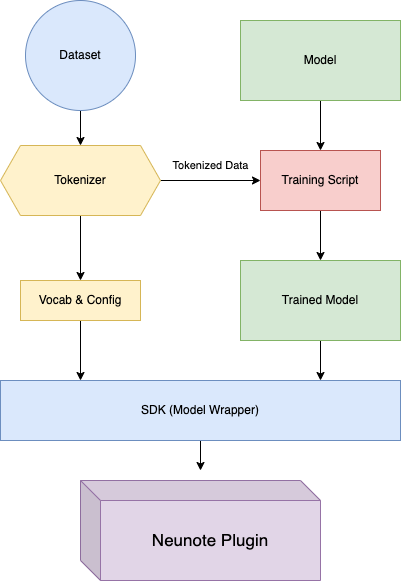 Dataset
Model
Tokenized Data
Tokenizer
Training Script
Vocab & Config
Trained Model
SDK (Model Wrapper)
Neunote Plugin